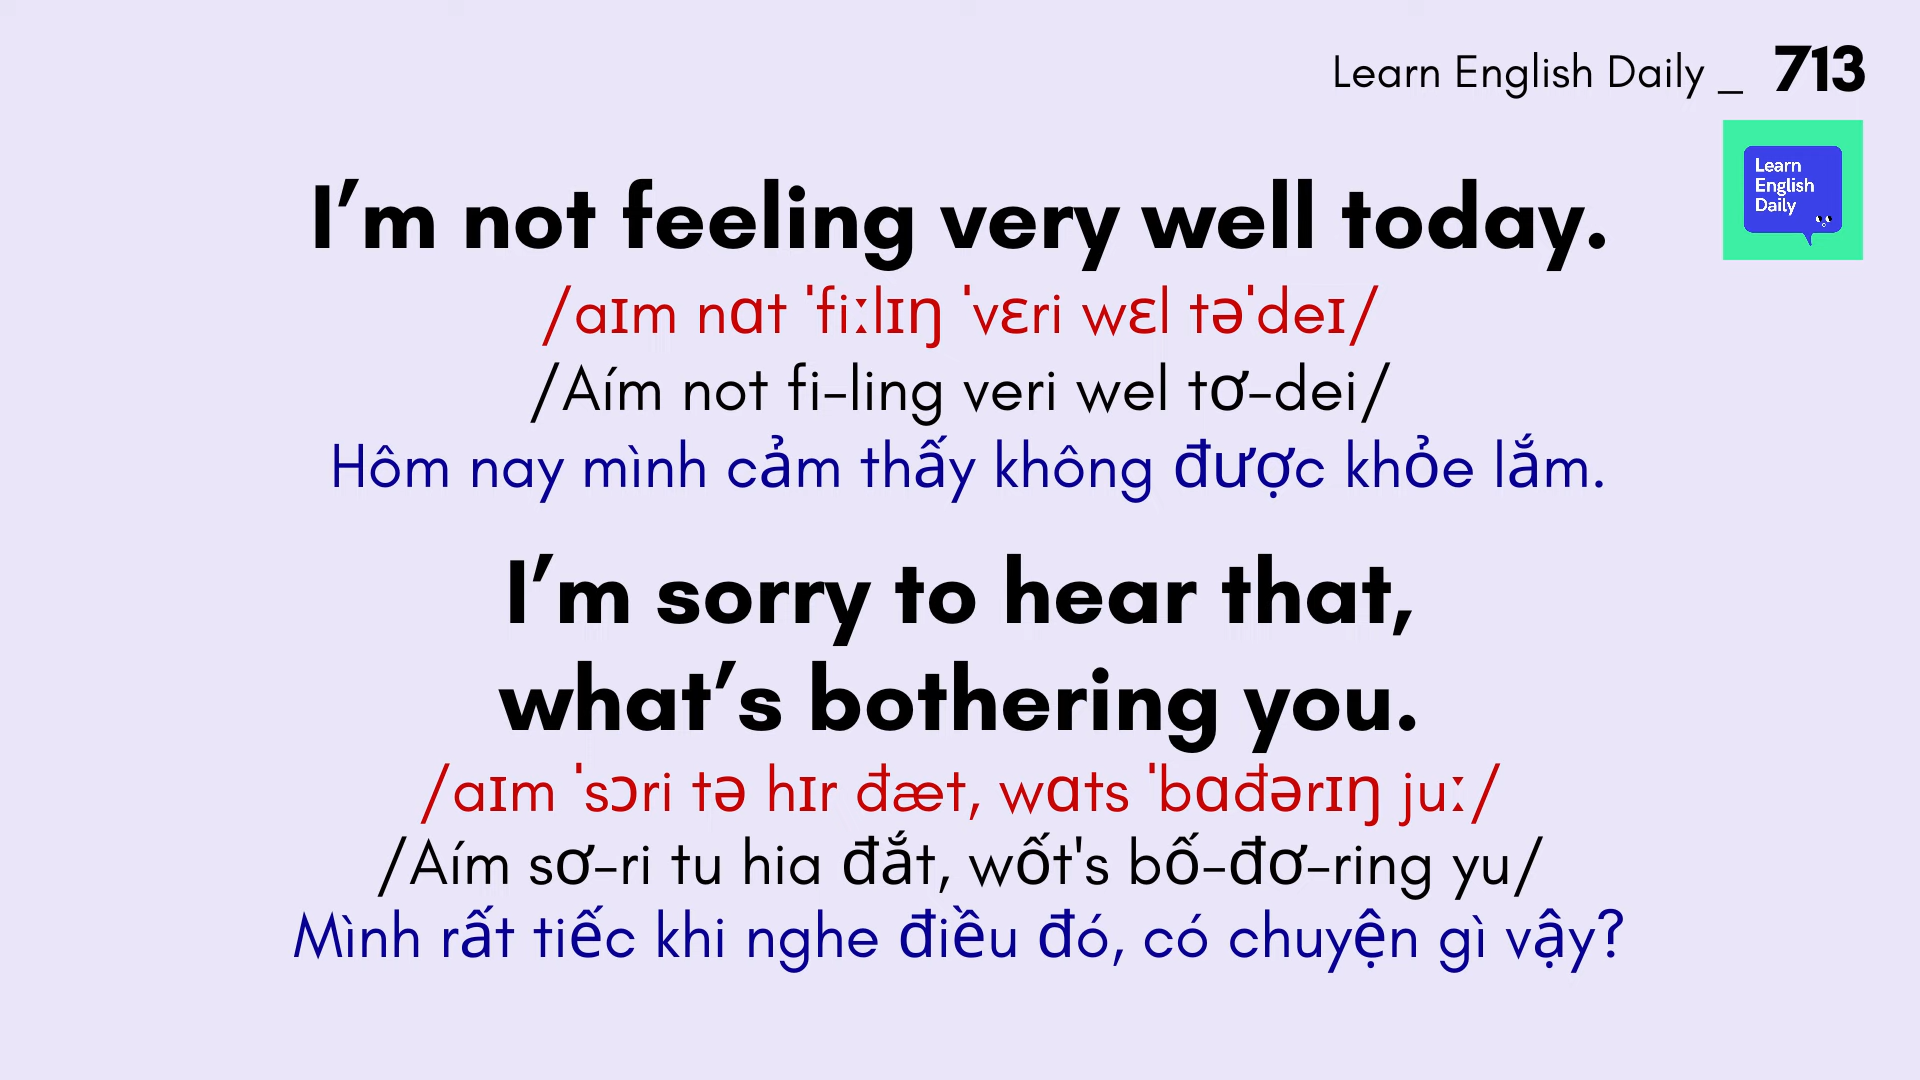 Learn English Daily _ 713
Learn
English
Daily
I’m not feeling very well today.
/aɪm nɑt ˈfiːlɪŋ ˈvɛri wɛl təˈdeɪ/
/Aím not fi-ling veri wel tơ-dei/
Hôm nay mình cảm thấy không được khỏe lắm.
I’m sorry to hear that,
what’s bothering you.
/aɪm ˈsɔri tə hɪr đæt, wɑts ˈbɑđərɪŋ juː/
/Aím sơ-ri tu hia đắt, wốt's bố-đơ-ring yu/
Mình rất tiếc khi nghe điều đó, có chuyện gì vậy?